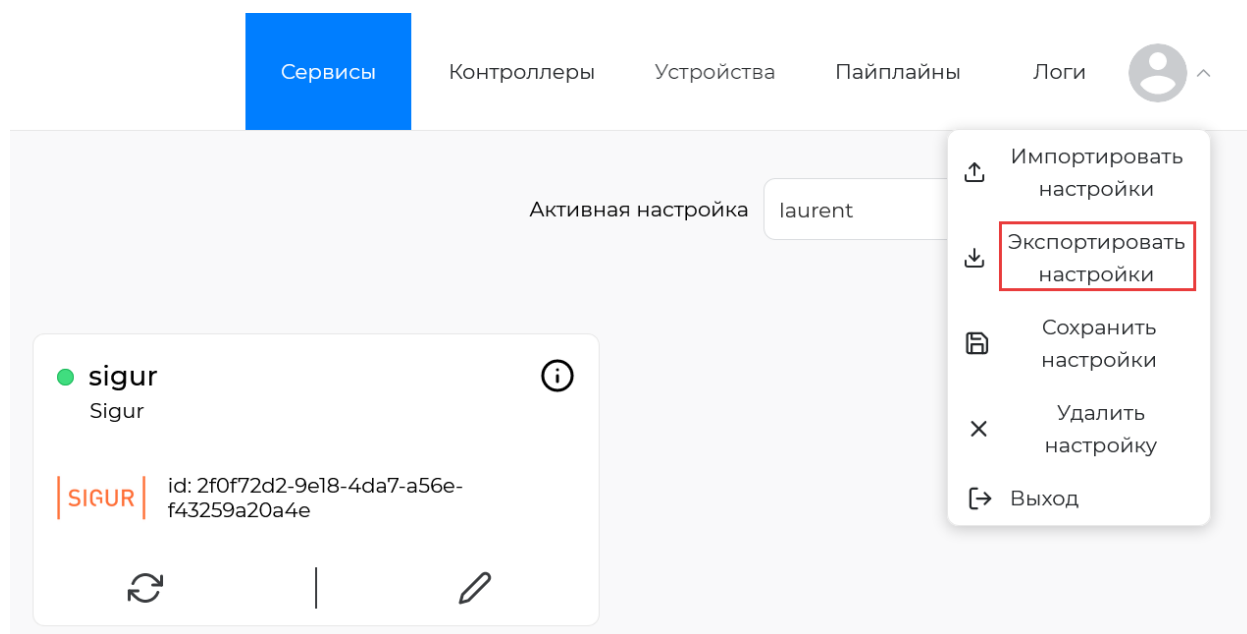 Сервисы Контроллеры Устройства Пайплайны Логи
Импортировать
настройки
Активная настройка laurent
Экспортировать
настройки
Сохранить
настройки
sigur
Sigur
Удалить
настройку
SIGUR id: 2f0f72d2-9e18-4da7-a56e-
f43259a20a4e
Выход